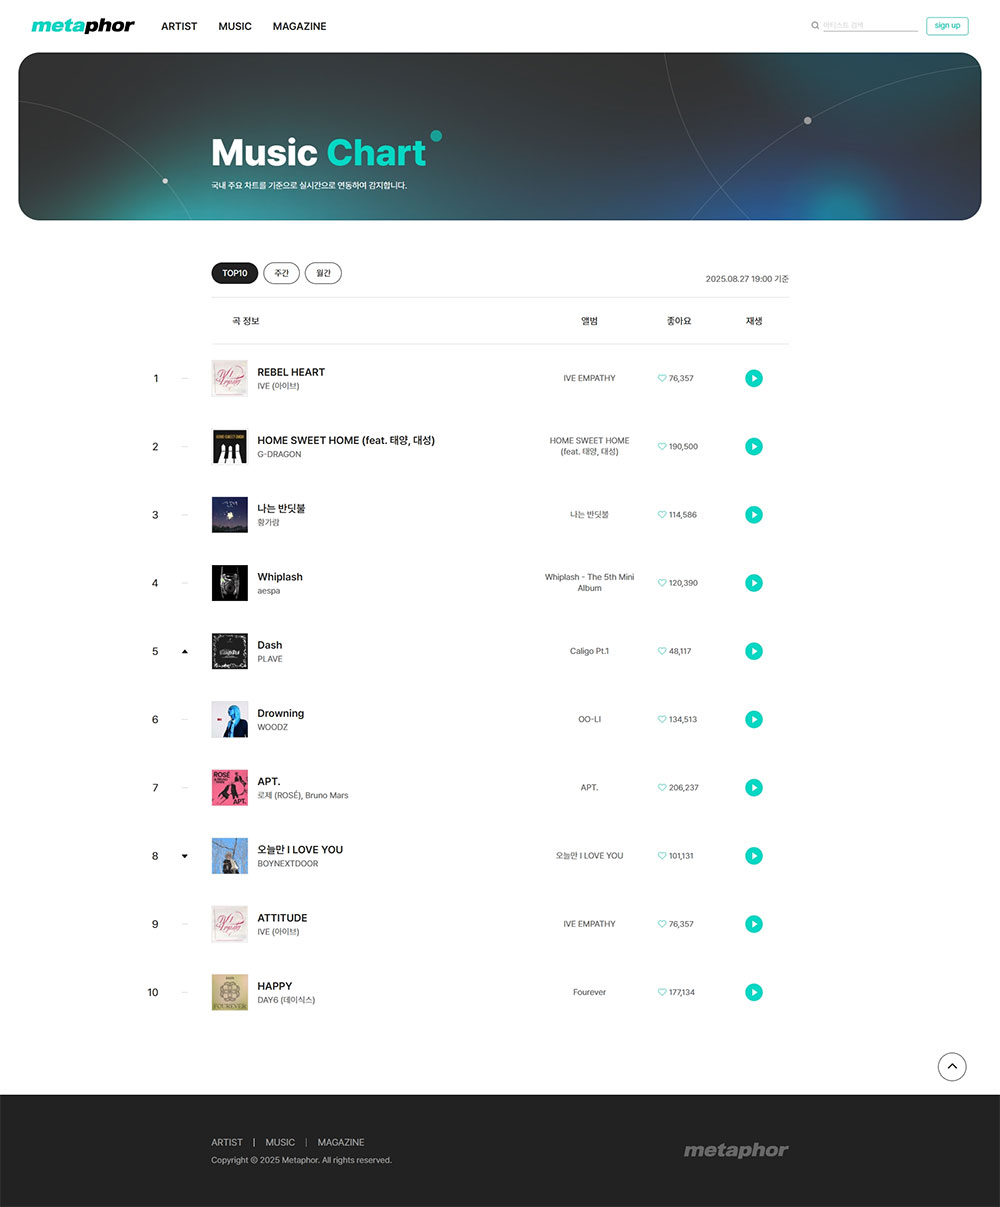 metaphor ARTIST MUSIC MAGAZINE 아티스트 검색 sign up
Music Chart
국내 주요 차트를 기준으로 실시간으로 연동하여 감지합니다.
TOP10 주간 월간
2025.08.27 19:00 기준
곡 정보 앨범 좋아요 재생
1 REBEL HEART
IVE (아이브)
IVE EMPATHY
76,357
2 HOME SWEET HOME (feat. 태양, 대성)
G-DRAGON
HOME SWEET HOME
(feat. 태양, 대성)
190,500
3 나는 반딧불
황가람
나는 반딧불
114,586
4 Whiplash
aespa
Whiplash - The 5th Mini
Album
120,390
5 Dash
PLAVE
Caligo Pt.1
48,117
6 Drowning
WOODZ
OO-LI
134,513
ROSÉ
APT.
7 APT.
로제 (ROSÉ), Bruno Mars
APT.
206,237
8 오늘만 I LOVE YOU
BOYNEXTDOOR
오늘만 I LOVE YOU
101,131
9 ATTITUDE
IVE (아이브)
IVE EMPATHY
76,357
FOUREVER
10 HAPPY
DAY6 (데이식스)
Fourever
177,134
ARTIST | MUSIC | MAGAZINE
Copyright © 2025 Metaphor. All rights reserved.
metaphor